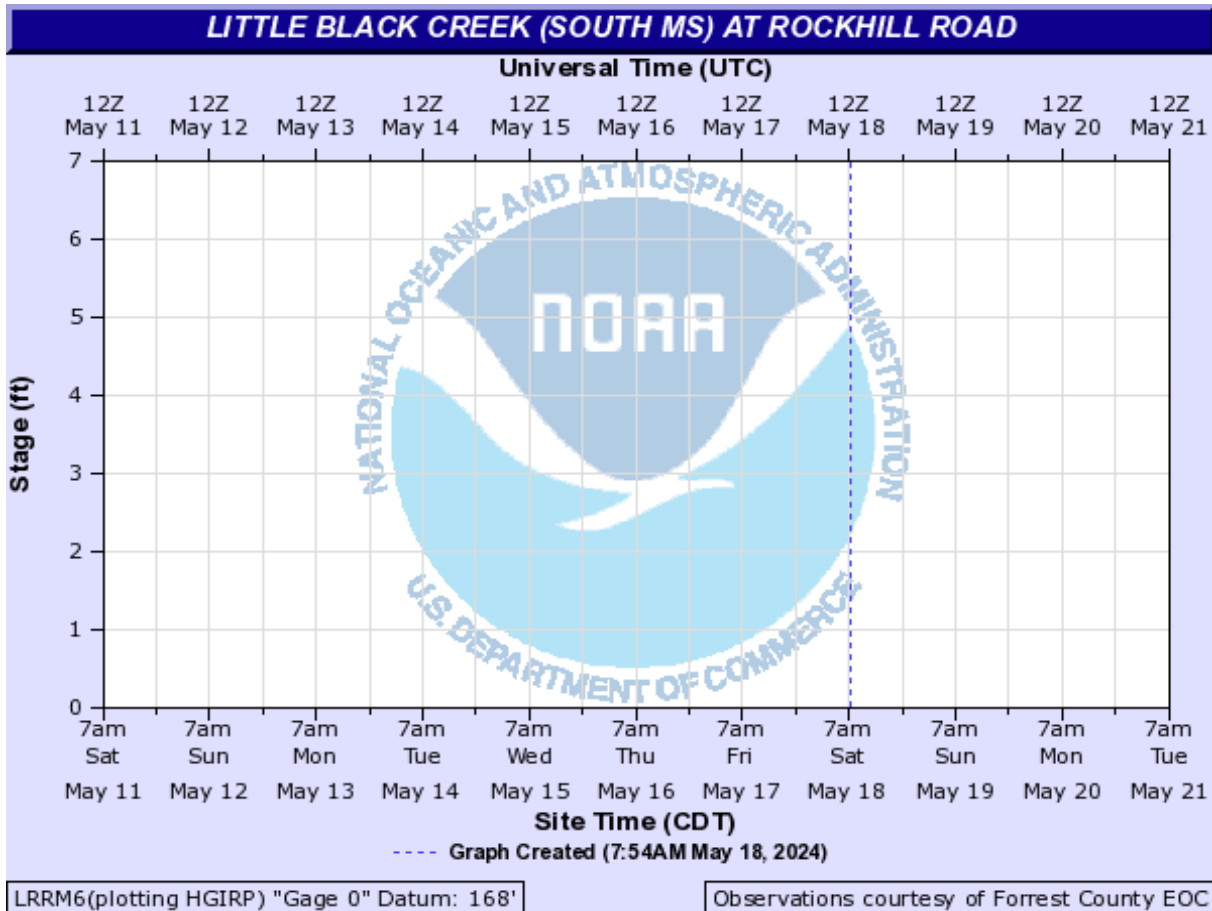 LITTLE BLACK CREEK (SOUTH MS) AT ROCKHILL ROAD
Universal Time (UTC)
12Z 12Z 12Z 12Z 12Z 12Z 12Z 12Z 12Z 12Z 12Z
May 11 May 12 May 13 May 14 May 15 May 16 May 17 May 18 May 19 May 20 May 21
7
6
5
4
3
2
1
0
Stage (ft)
NATIONAL OCEANIC AND ATMOSPHERIC ADMINISTRATION
NOAA
U.S. DEPARTMENT OF COMMERCE
7am 7am 7am 7am 7am 7am 7am 7am 7am 7am 7am
Sat Sun Mon Tue Wed Thu Fri Sat Sun Mon Tue
May 11 May 12 May 13 May 14 May 15 May 16 May 17 May 18 May 19 May 20 May 21
Site Time (CDT)
---- Graph Created (7:54AM May 18, 2024)
LRRM6(plotting HGIRP) "Gage 0" Datum: 168'
Observations courtesy of Forrest County EOC